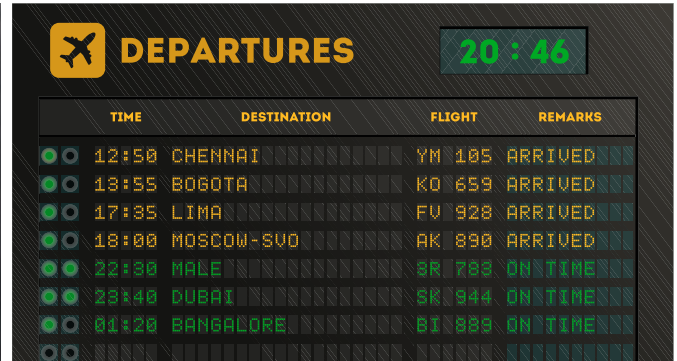 DEPARTURES 20:46
TIME DESTINATION FLIGHT REMARKS
12:50 CHENNAI YM 105 ARRIVED
13:55 BOGOTA KO 659 ARRIVED
17:35 LIMA FV 928 ARRIVED
18:00 MOSCOW-SVO AK 890 ARRIVED
22:30 MALE SR 783 ON TIME
23:40 DUBAI SK 944 ON TIME
01:20 BANGALORE BI 889 ON TIME